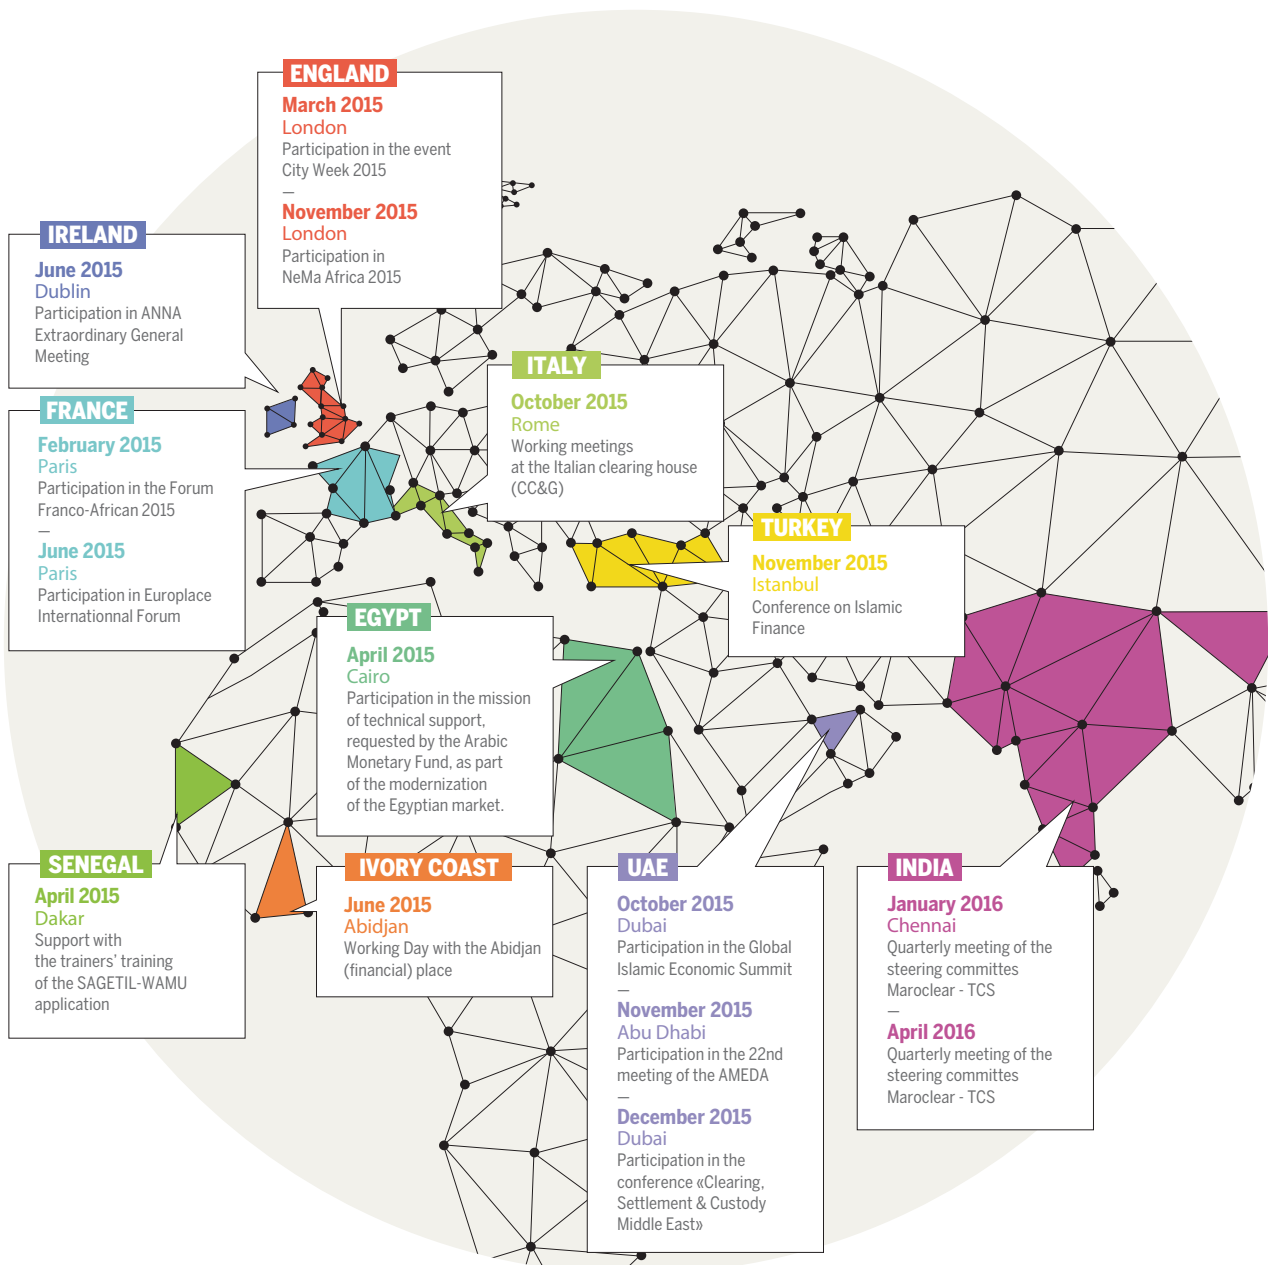 ENGLAND
March 2015
London
Participation in the event
City Week 2015
—
November 2015
London
Participation in
NeMa Africa 2015
IRELAND
June 2015
Dublin
Participation in ANNA
Extraordinary General
Meeting
FRANCE
February 2015
Paris
Participation in the Forum
Franco-African 2015
—
June 2015
Paris
Participation in Europlace
Internationnal Forum
ITALY
October 2015
Rome
Working meetings
at the Italian clearing house
(CC&G)
TURKEY
November 2015
Istanbul
Conference on Islamic
Finance
EGYPT
April 2015
Cairo
Participation in the mission
of technical support,
requested by the Arabic
Monetary Fund, as part
of the modernization
of the Egyptian market.
SENEGAL
April 2015
Dakar
Support with
the trainers' training
of the SAGETIL-WAMU
application
IVORY COAST
June 2015
Abidjan
Working Day with the Abidjan
(financial) place
UAE
October 2015
Dubai
Participation in the Global
Islamic Economic Summit
—
November 2015
Abu Dhabi
Participation in the 22nd
meeting of the AMEDA
—
December 2015
Dubai
Participation in the
conference «Clearing,
Settlement & Custody
Middle East»
INDIA
January 2016
Chennai
Quarterly meeting of the
steering committes
Maroclear - TCS
—
April 2016
Quarterly meeting of the
steering committes
Maroclear - TCS